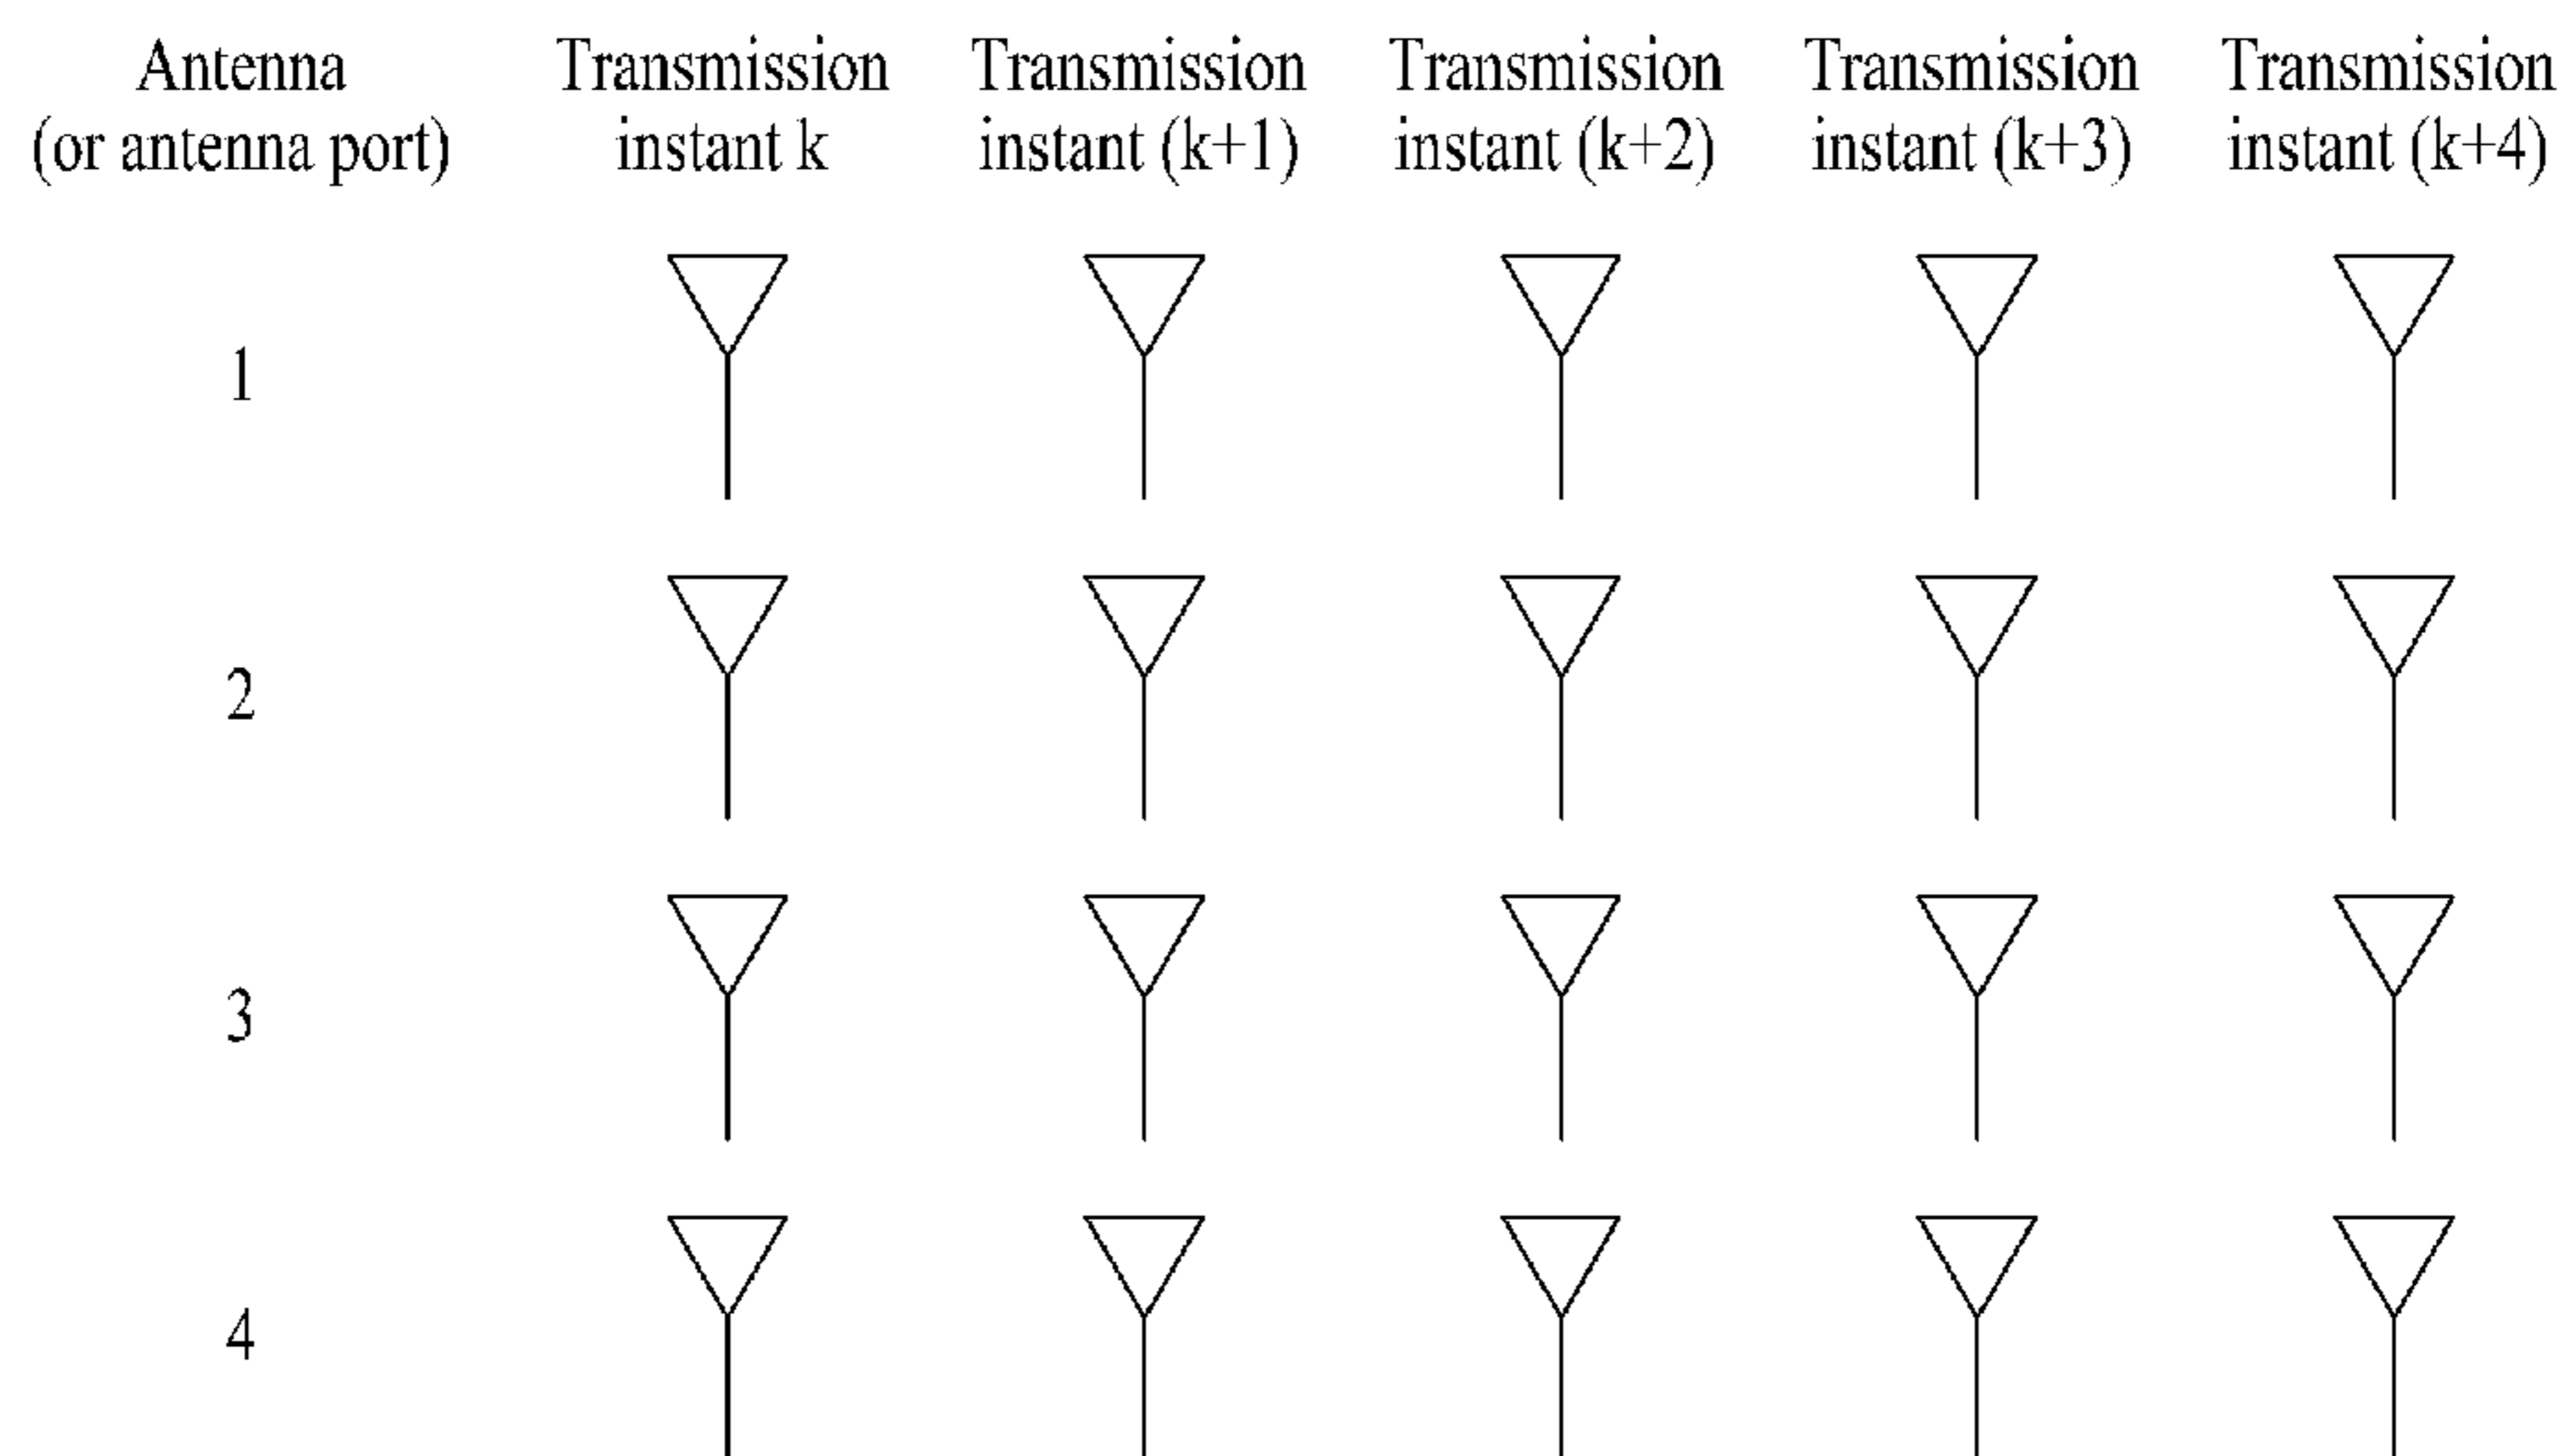 Antenna
(or antenna port)
Transmission
instant k
Transmission
instant (k+1)
Transmission
instant (k+2)
Transmission
instant (k+3)
Transmission
instant (k+4)
1
2
3
4